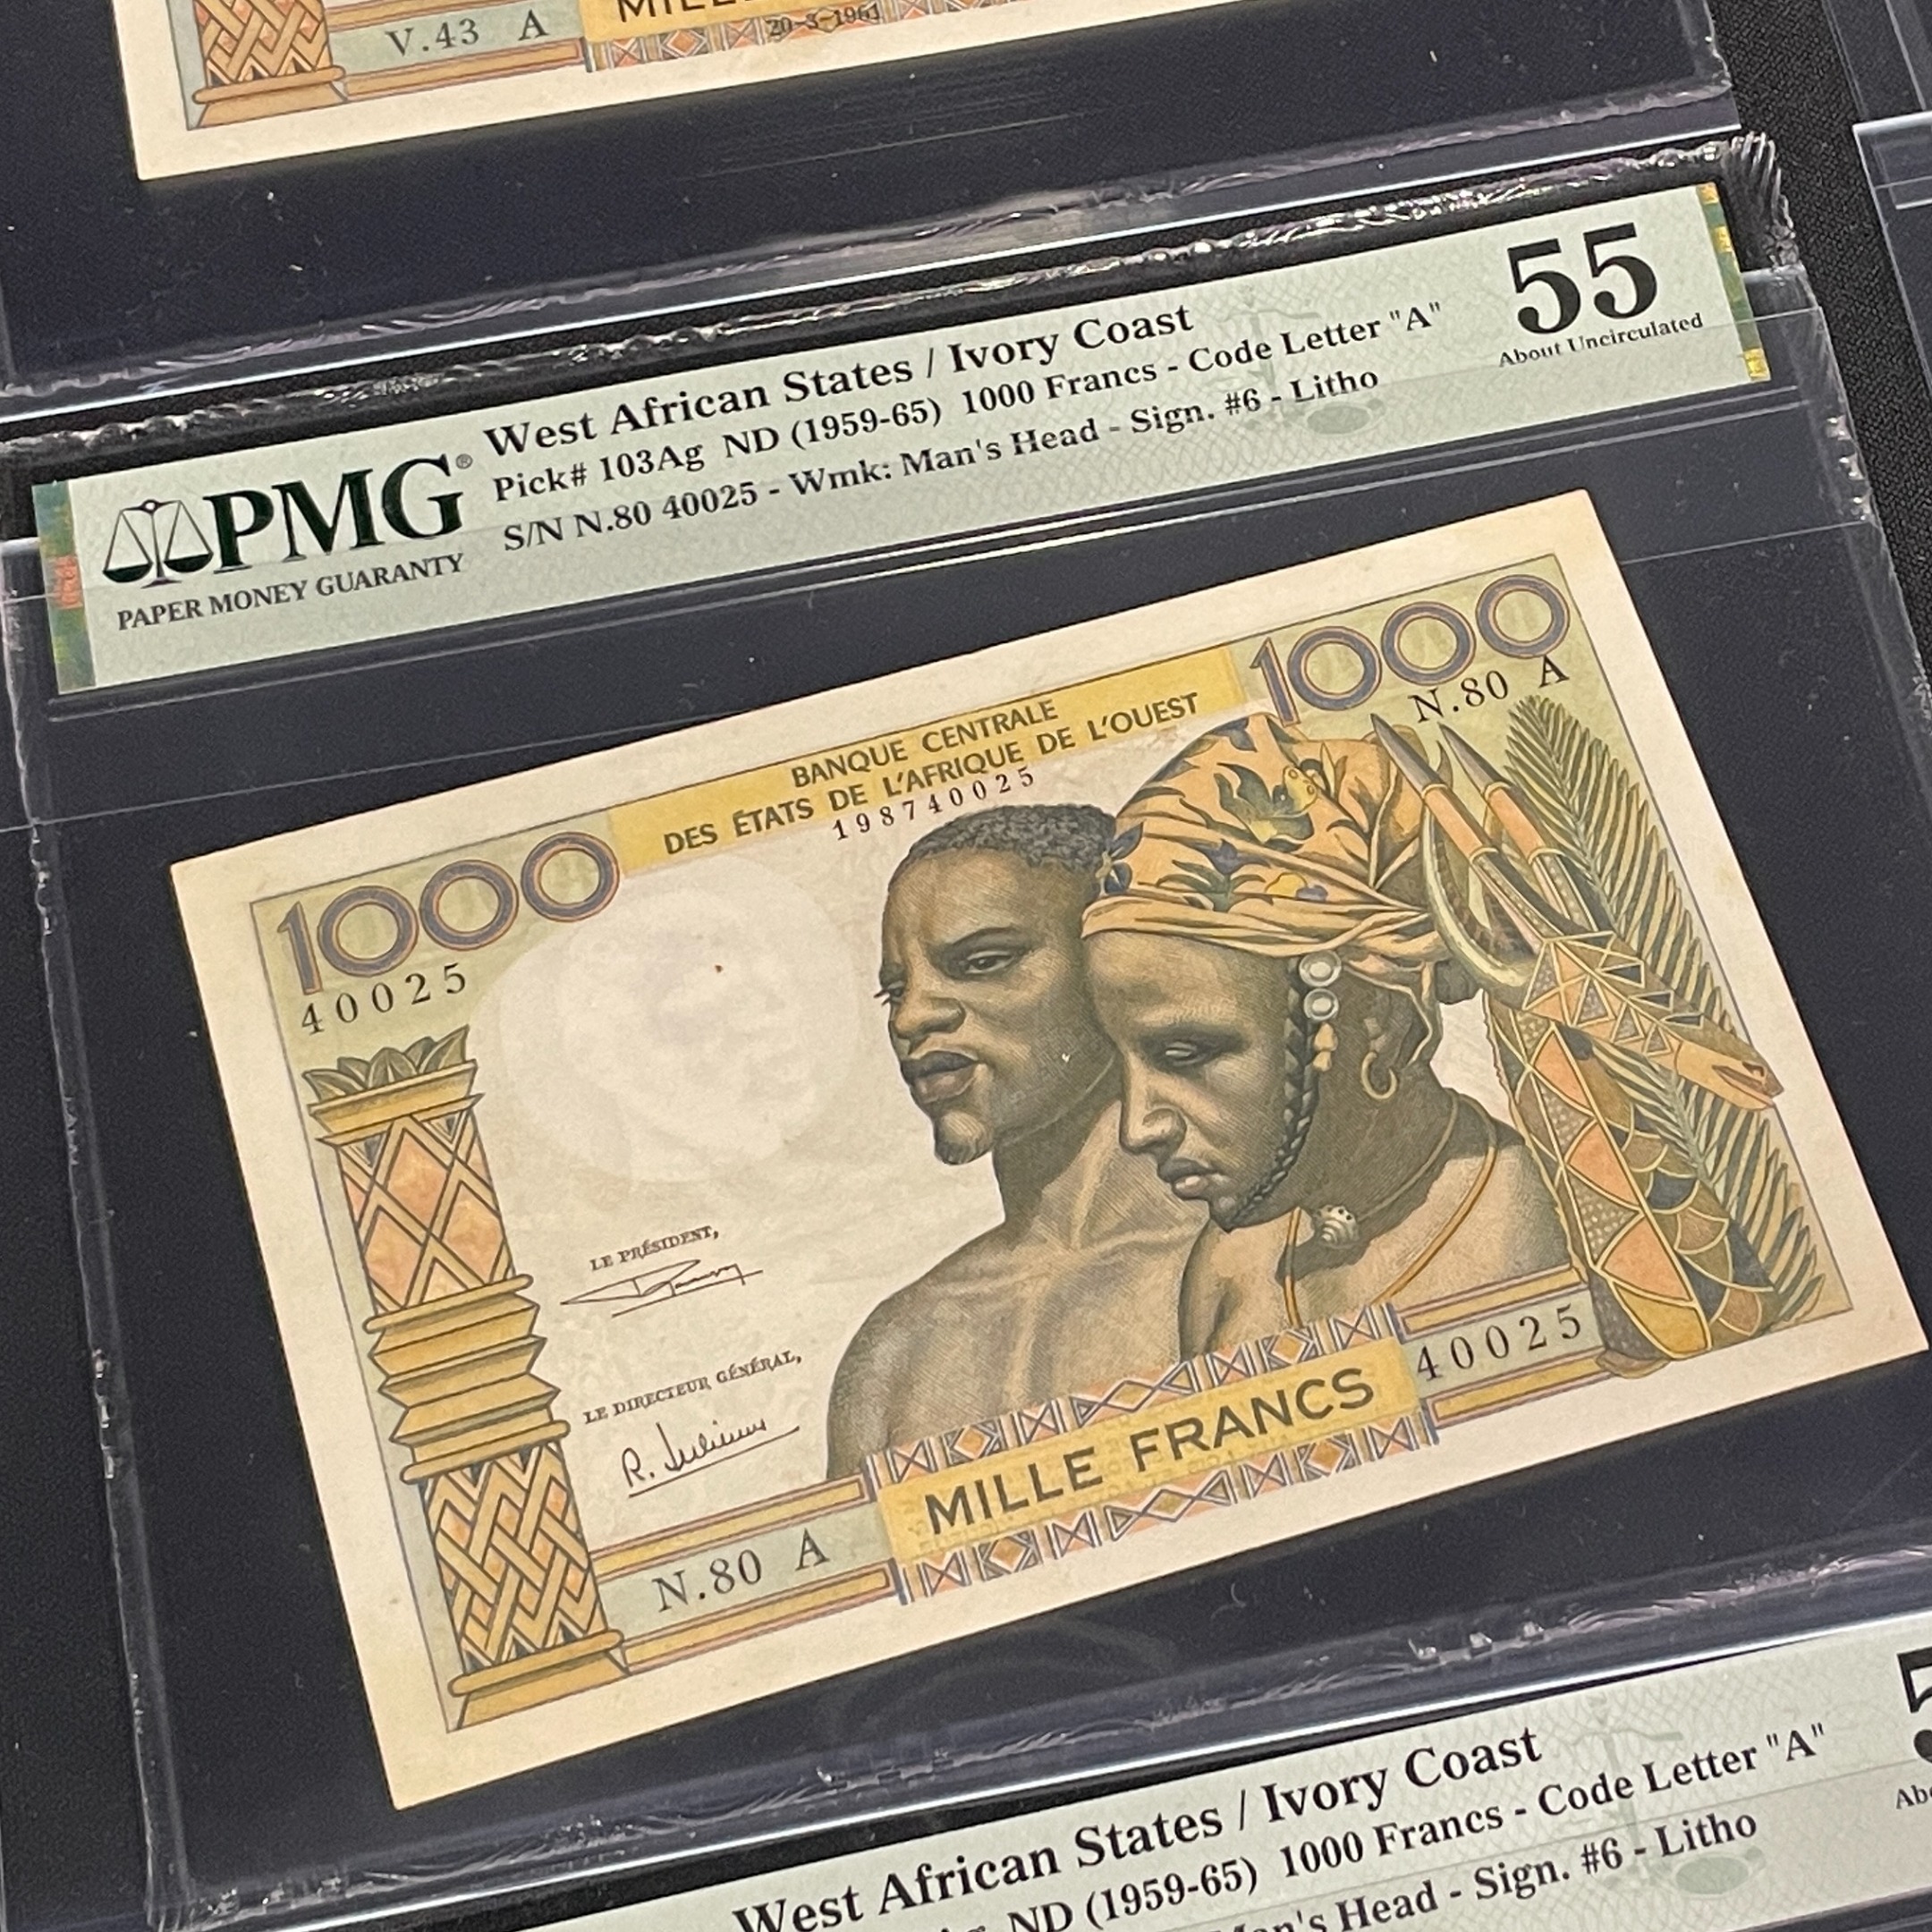 V.43 A
20-3-1961
PMG®
PAPER MONEY GUARANTY
West African States / Ivory Coast
Pick# 103Ag ND (1959-65) 1000 Francs - Code Letter "A"
S/N N.80 40025 - Wmk: Man's Head - Sign. #6 - Litho
55
About Uncirculated
1000
N.80 A
BANQUE CENTRALE
DES ÉTATS DE L'AFRIQUE DE L'OUEST
198740025
1000
40025
LE PRÉSIDENT,
LE DIRECTEUR GÉNÉRAL,
40025
MILLE FRANCS
N.80 A
West African States / Ivory Coast
ND (1959-65) 1000 Francs - Code Letter "A"
Head - Sign. #6 - Litho